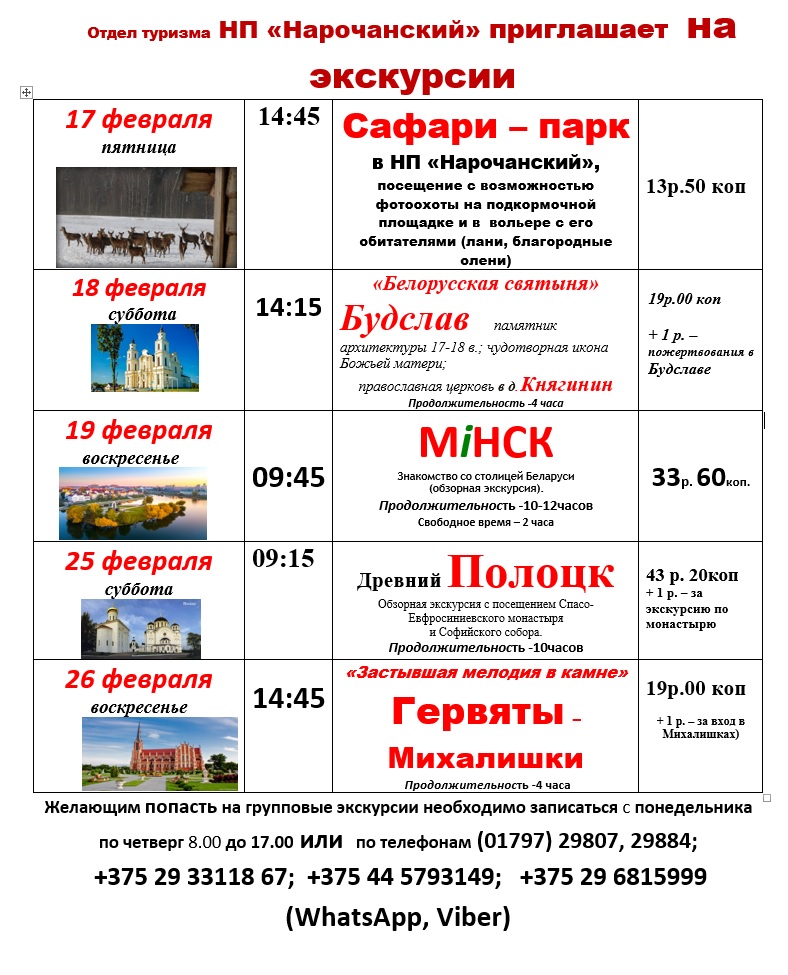 Отдел туризма НП «Нарочанский» приглашает на
экскурсии
17 февраля
пятница
14:45
Сафари – парк
в НП «Нарочанский»,
посещение с возможностью
фотоохоты на подкормочной
площадке и в вольере с его
обитателями (лани, благородные
олени)
13р.50 коп
18 февраля
суббота
14:15
«Белорусская святыня»
Будслав памятник
архитектуры 17-18 в.; чудотворная икона
Божьей матери;
православная церковь в д. Княгинин
Продолжительность -4 часа
19р.00 коп
+ 1 р. –
пожертвования в
Будславе
19 февраля
воскресенье
09:45
МiНСК
Знакомство со столицей Беларуси
(обзорная экскурсия).
Продолжительность -10-12часов
Свободное время – 2 часа
33р. 60коп.
25 февраля
суббота
09:15
Древний Полоцк
Обзорная экскурсия с посещением Спасо-
Евфросиниевского монастыря
и Софийского собора.
Продолжительность -10часов
43 р. 20коп
+ 1 р. – за
экскурсию по
монастырю
26 февраля
воскресенье
14:45
«Застывшая мелодия в камне»
Гервяты –
Михалишки
Продолжительность -4 часа
19р.00 коп
+ 1 р. – за вход в
Михалишках)
Желающим попасть на групповые экскурсии необходимо записаться с понедельника
по четверг 8.00 до 17.00 или по телефонам (01797) 29807, 29884;
+375 29 33118 67; +375 44 5793149; +375 29 6815999
(WhatsApp, Viber)